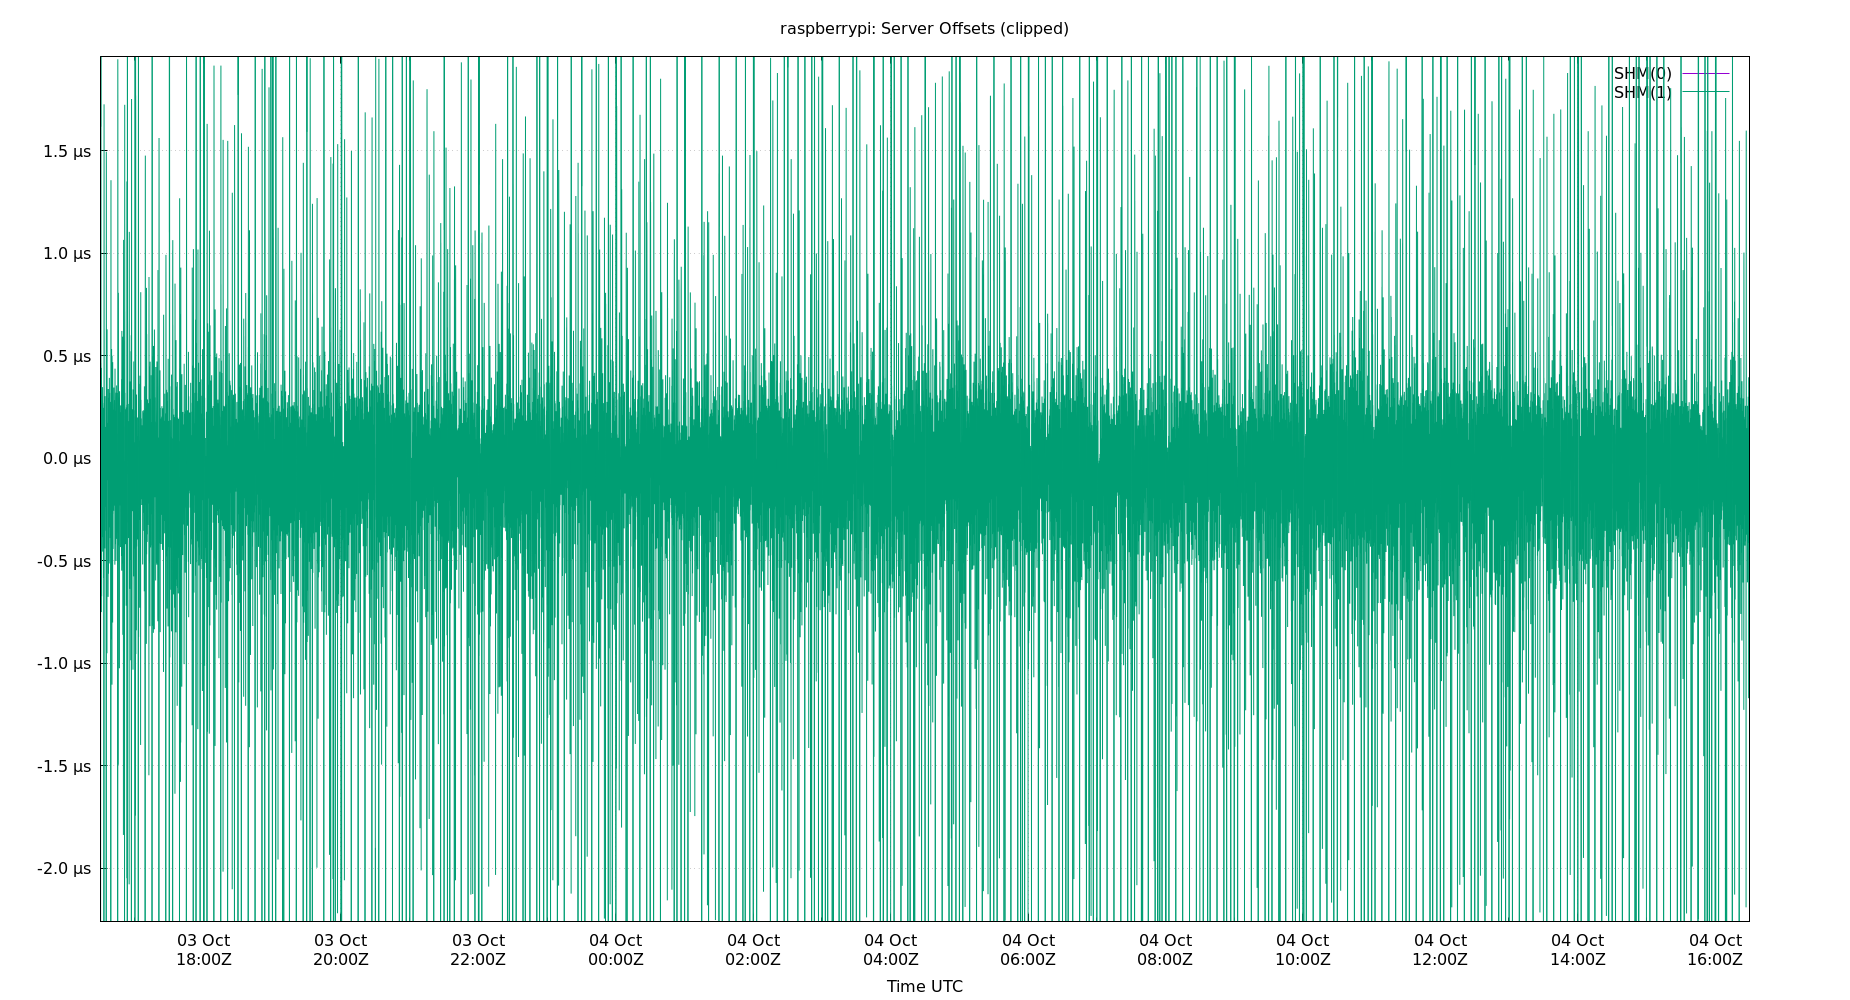 raspberrypi: Server Offsets (clipped)
SHM(0)
SHM(1)
1.5 µs
1.0 µs
0.5 µs
0.0 µs
-0.5 µs
-1.0 µs
-1.5 µs
-2.0 µs
03 Oct 03 Oct 03 Oct 04 Oct 04 Oct 04 Oct 04 Oct 04 Oct 04 Oct 04 Oct 04 Oct 04 Oct
18:00Z 20:00Z 22:00Z 00:00Z 02:00Z 04:00Z 06:00Z 08:00Z 10:00Z 12:00Z 14:00Z 16:00Z
Time UTC